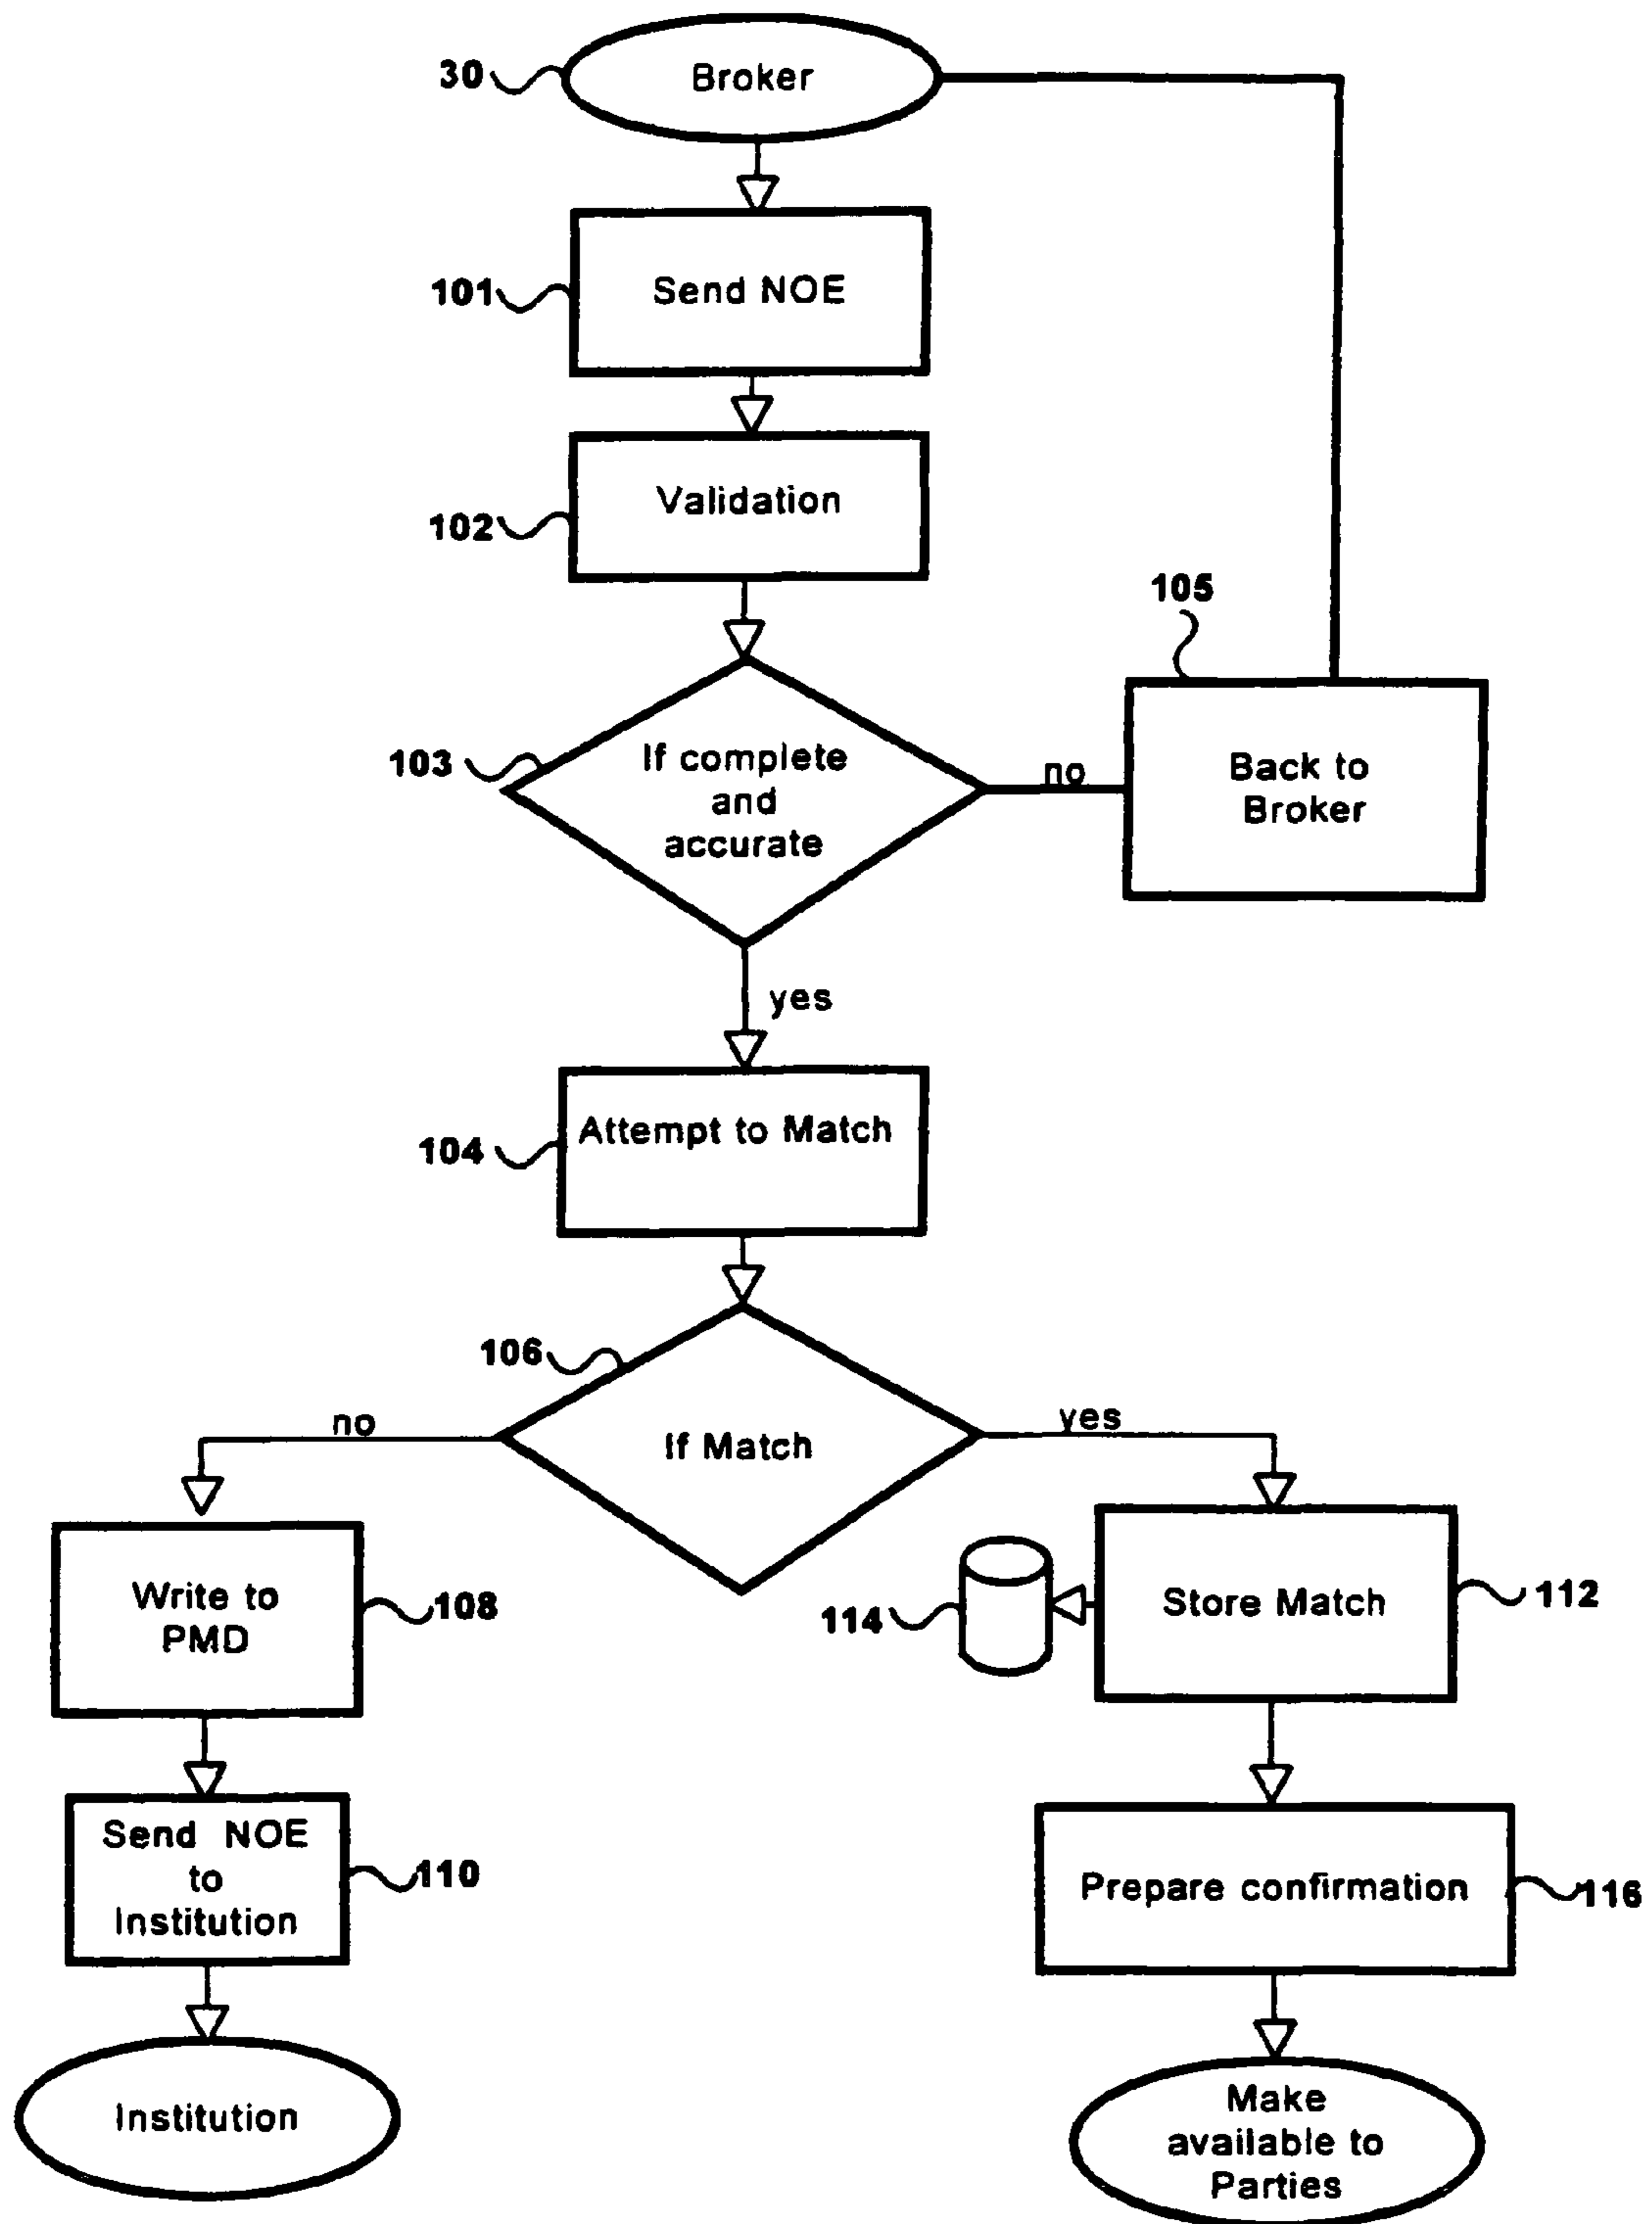 30
Broker
101
Send NOE
102
Validation
105
103
If complete
and
accurate
no
Back to
Broker
yes
104
Attempt to Match
106
If Match
no
yes
Write to
PMD
108
114
Store Match
112
Send NOE
to
Institution
110
Prepare confirmation
116
Institution
Make
available to
Parties